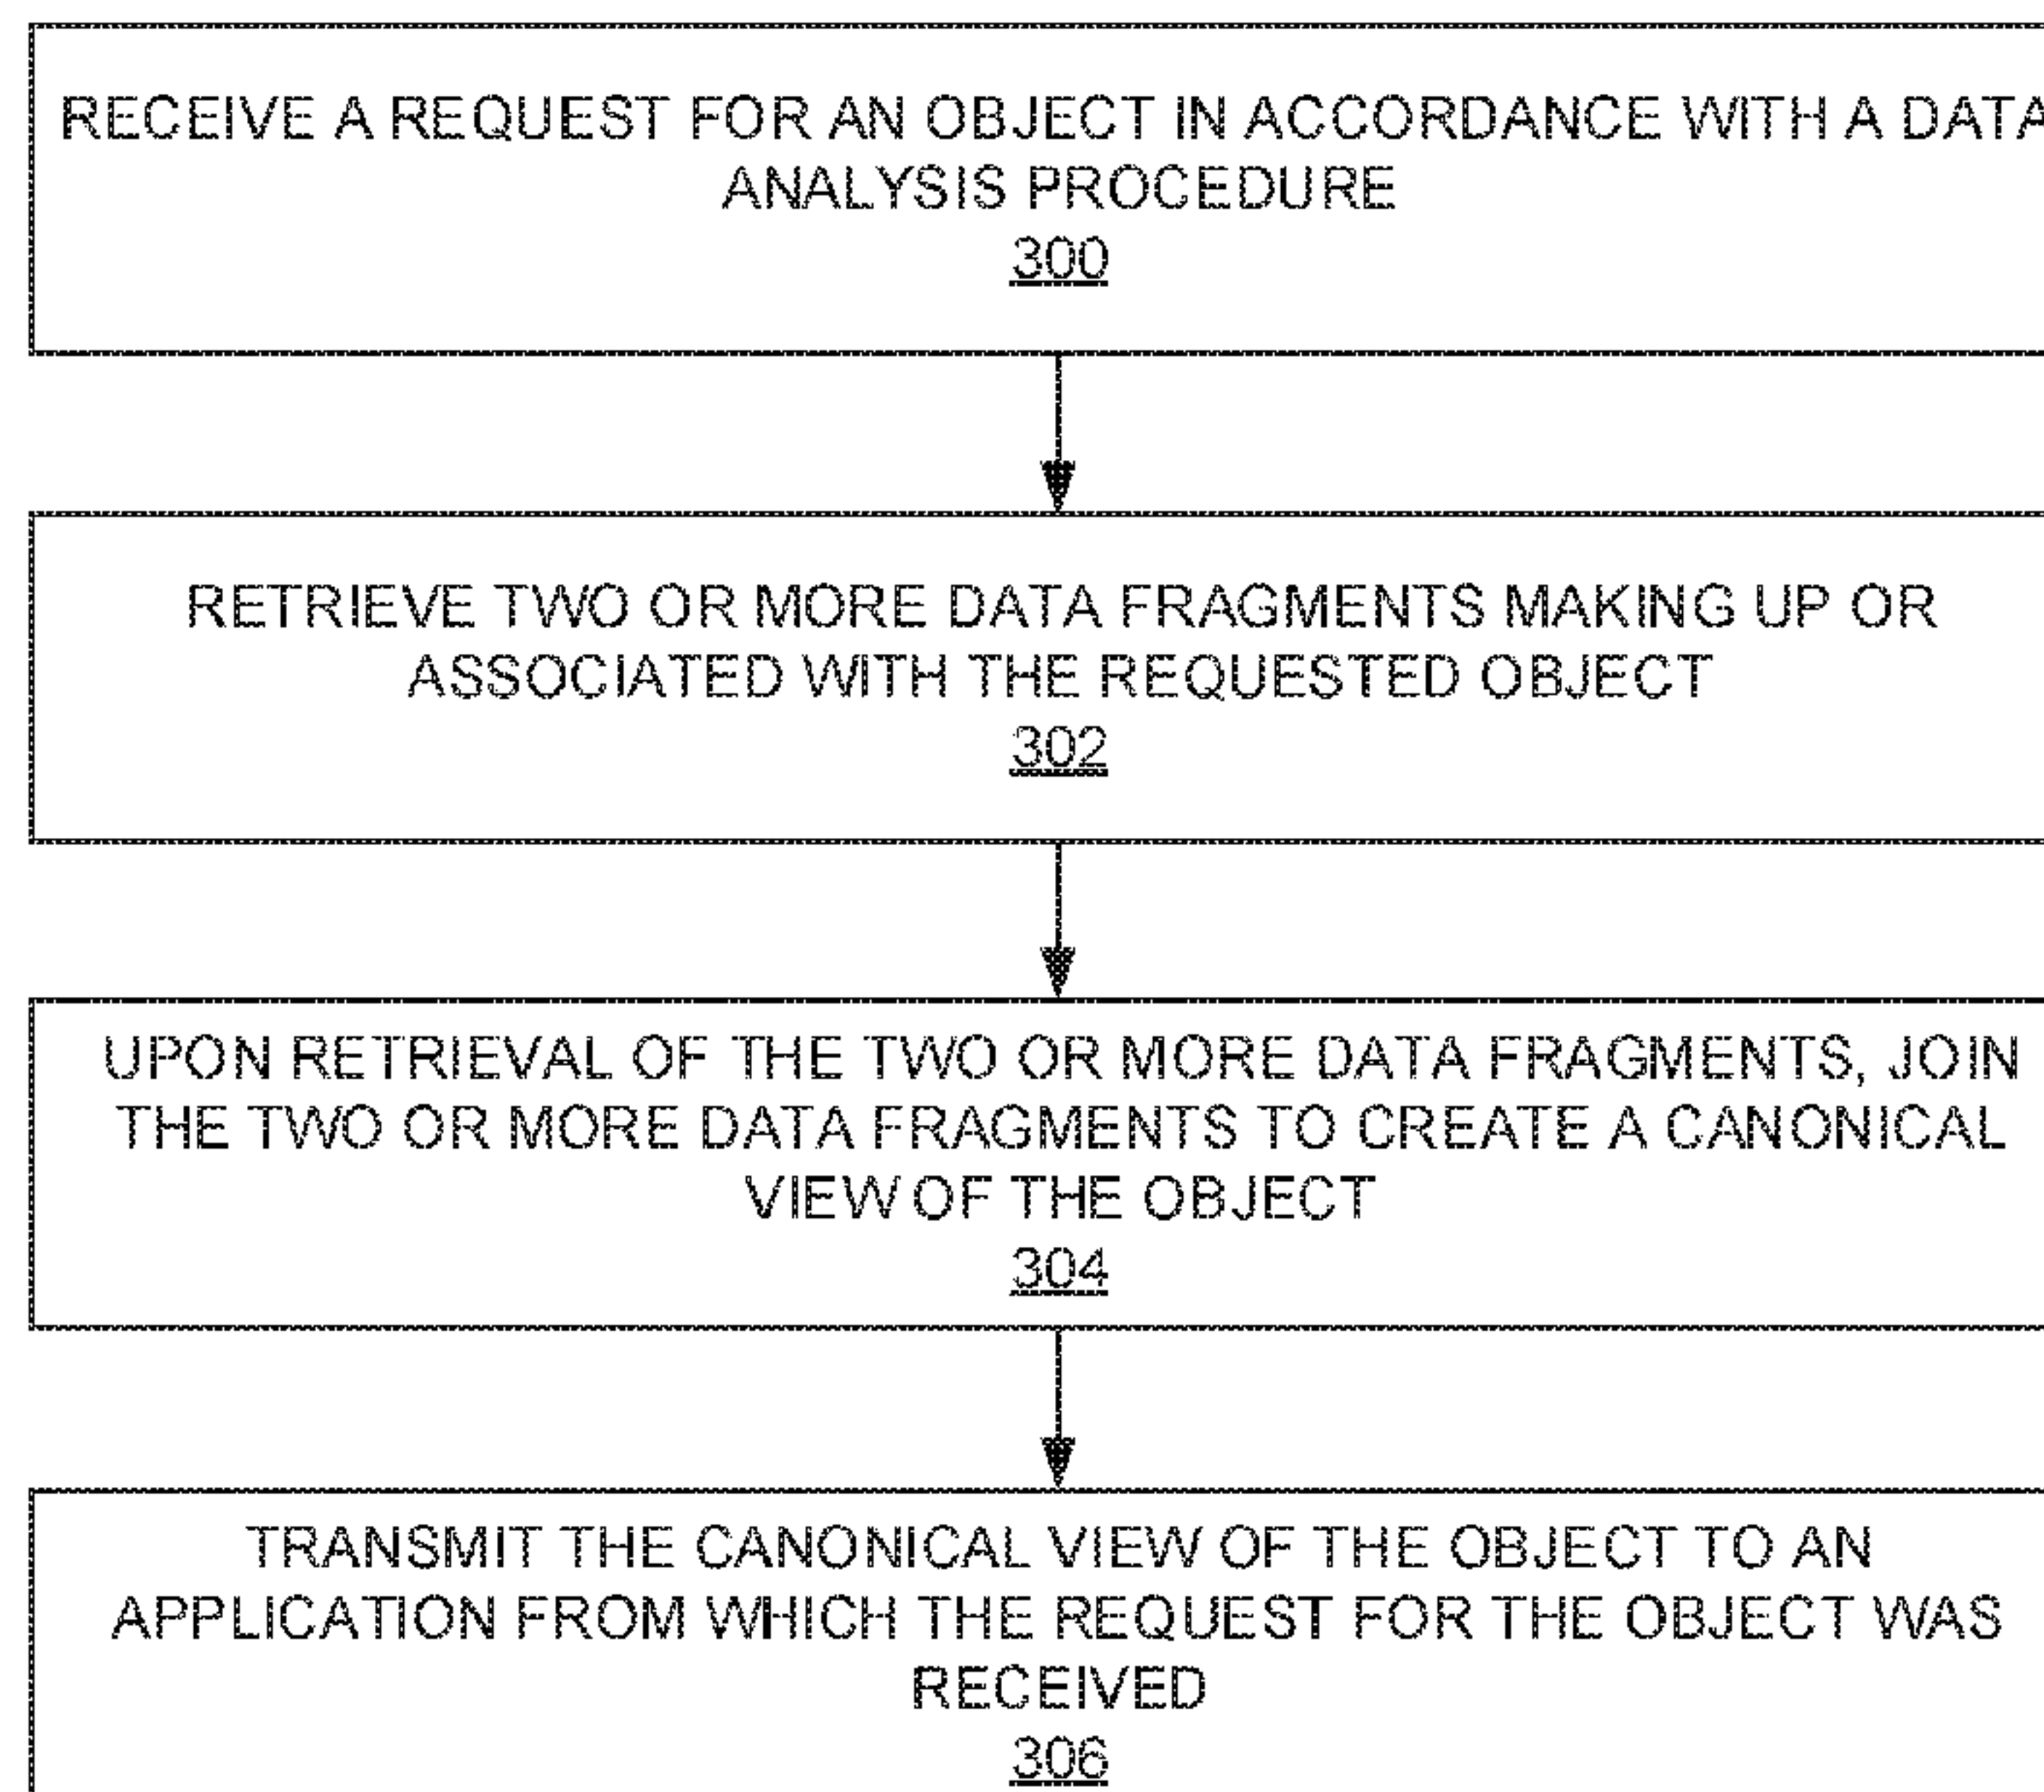 RECEIVE A REQUEST FOR AN OBJECT IN ACCORDANCE WITH A DATA
ANALYSIS PROCEDURE
300
RETRIEVE TWO OR MORE DATA FRAGMENTS MAKING UP OR
ASSOCIATED WITH THE REQUESTED OBJECT
302
UPON RETRIEVAL OF THE TWO OR MORE DATA FRAGMENTS, JOIN
THE TWO OR MORE DATA FRAGMENTS TO CREATE A CANONICAL
VIEW OF THE OBJECT
304
TRANSMIT THE CANONICAL VIEW OF THE OBJECT TO AN
APPLICATION FROM WHICH THE REQUEST FOR THE OBJECT WAS
RECEIVED
306